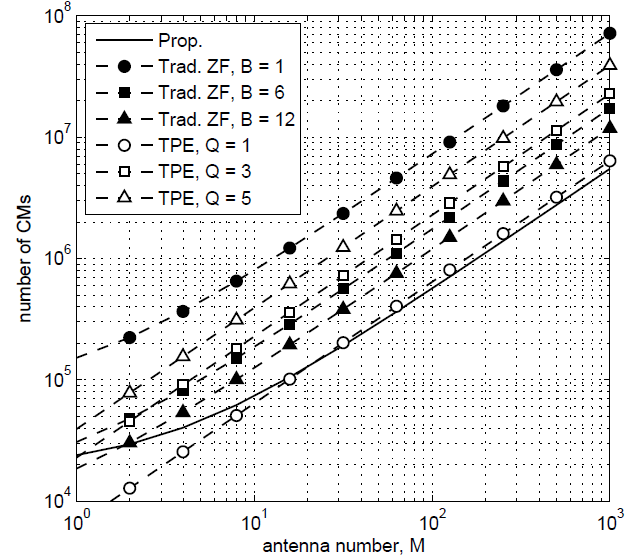 10^8
Prop.
Trad. ZF, B = 1
Trad. ZF, B = 6
Trad. ZF, B = 12
TPE, Q = 1
TPE, Q = 3
TPE, Q = 5
10^7
10^6
10^5
10^4
number of CMs
10^0 10^1 10^2 10^3
antenna number, M